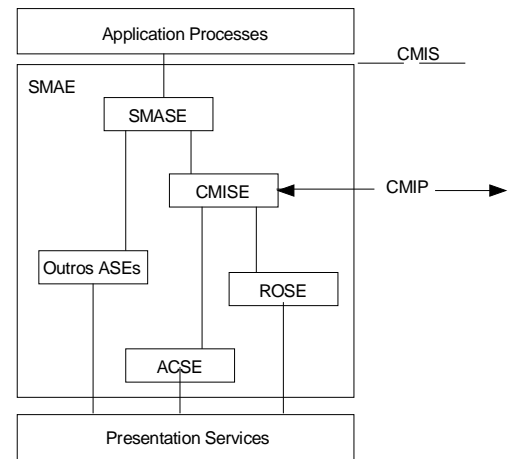 Application Processes
CMIS
SMAE
SMASE
CMISE
CMIP
Outros ASEs
ROSE
ACSE
Presentation Services